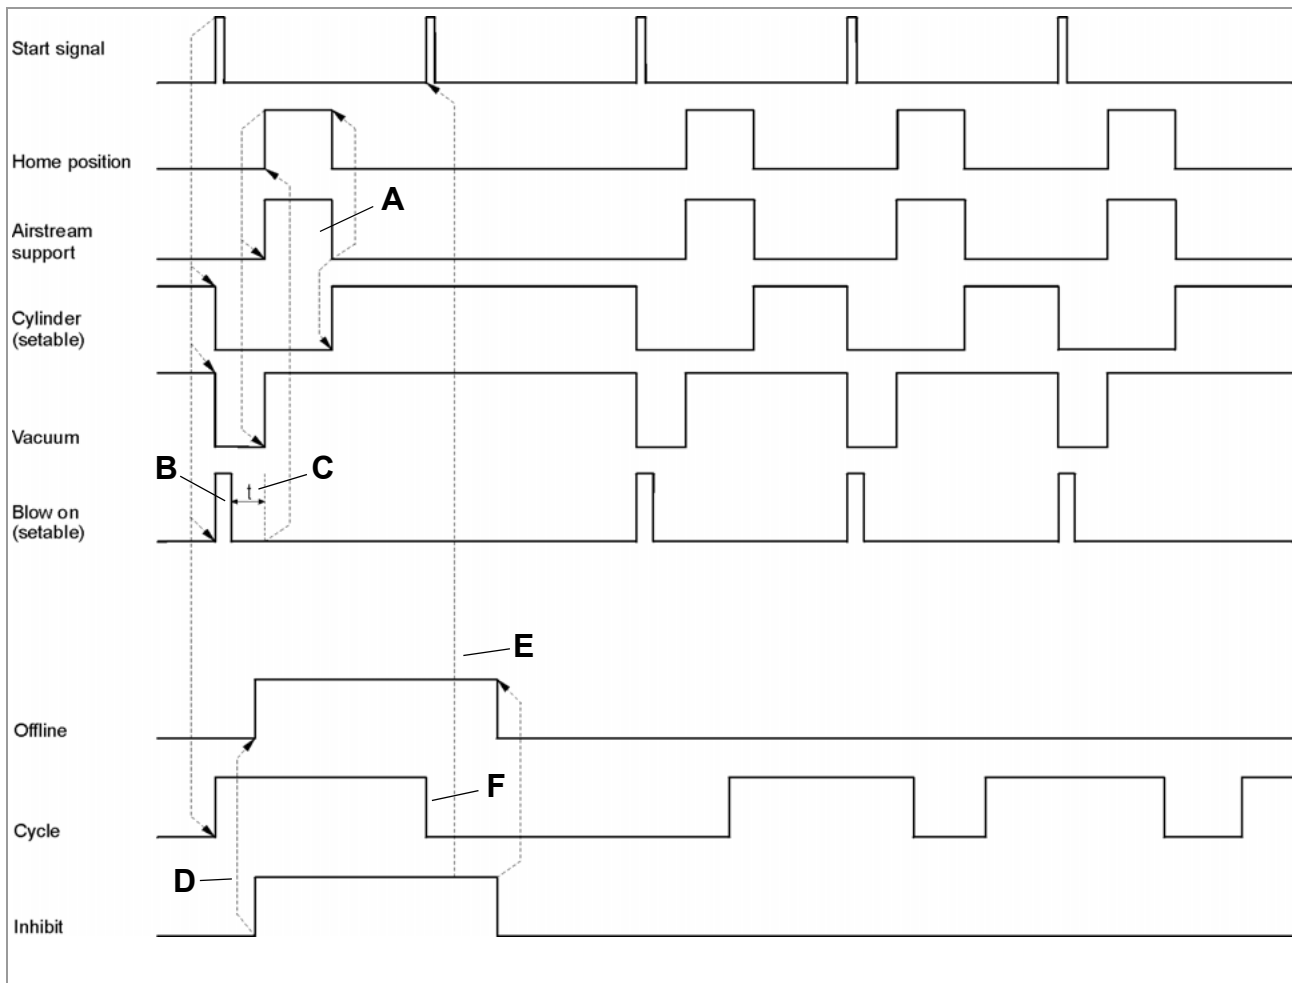 Start signal
Home position
A
Airstream
support
Cylinder
(setable)
Vacuum
B
C
t
Blow on
(setable)
E
Offline
F
Cycle
D
Inhibit